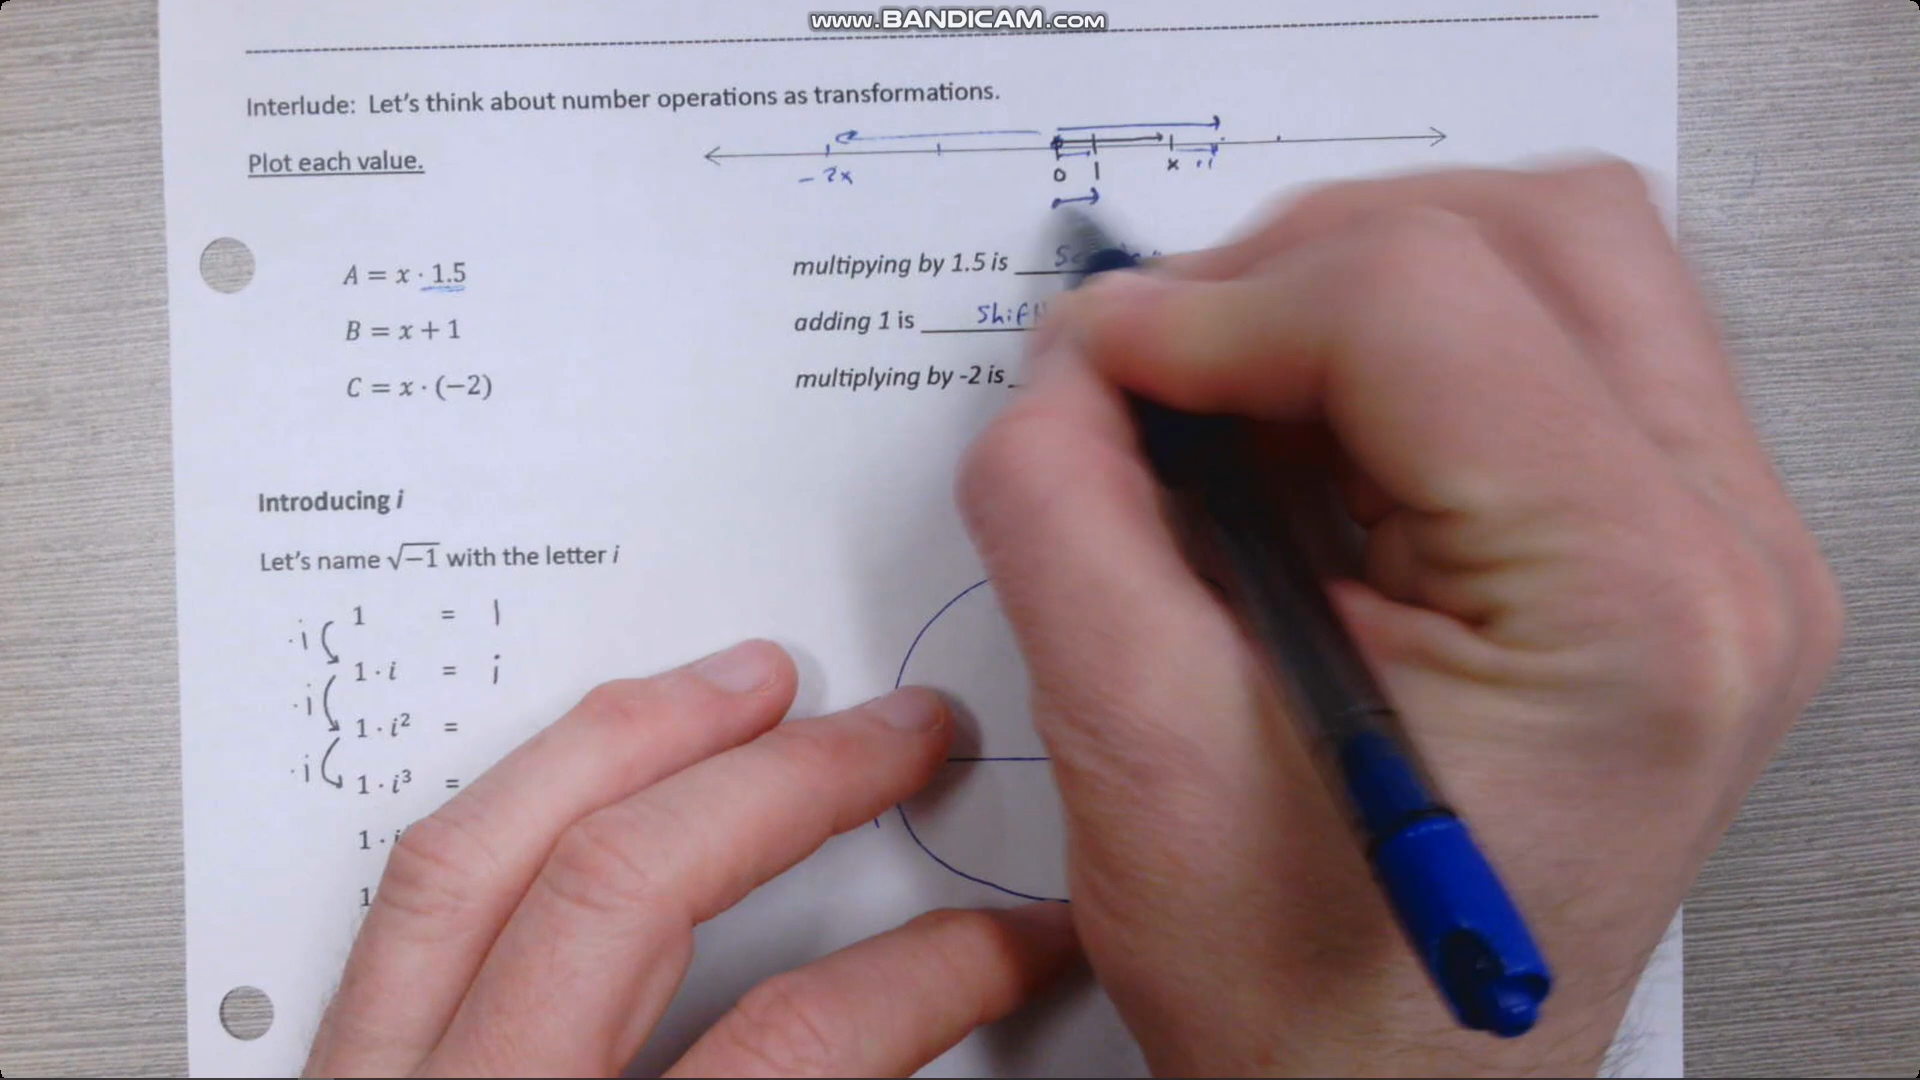 www.BANDICAM.com
Interlude: Let's think about number operations as transformations.
Plot each value.
- 2x 0 1 x +1
A = x · 1.5
multipying by 1.5 is
B = x + 1
adding 1 is Shift
C = x · (−2)
multiplying by -2 is
Introducing i
Let's name √−1 with the letter i
·i 1 = 1
1 · i = i
·i 1 · i² =
·i 1 · i³ =
1 · i
1